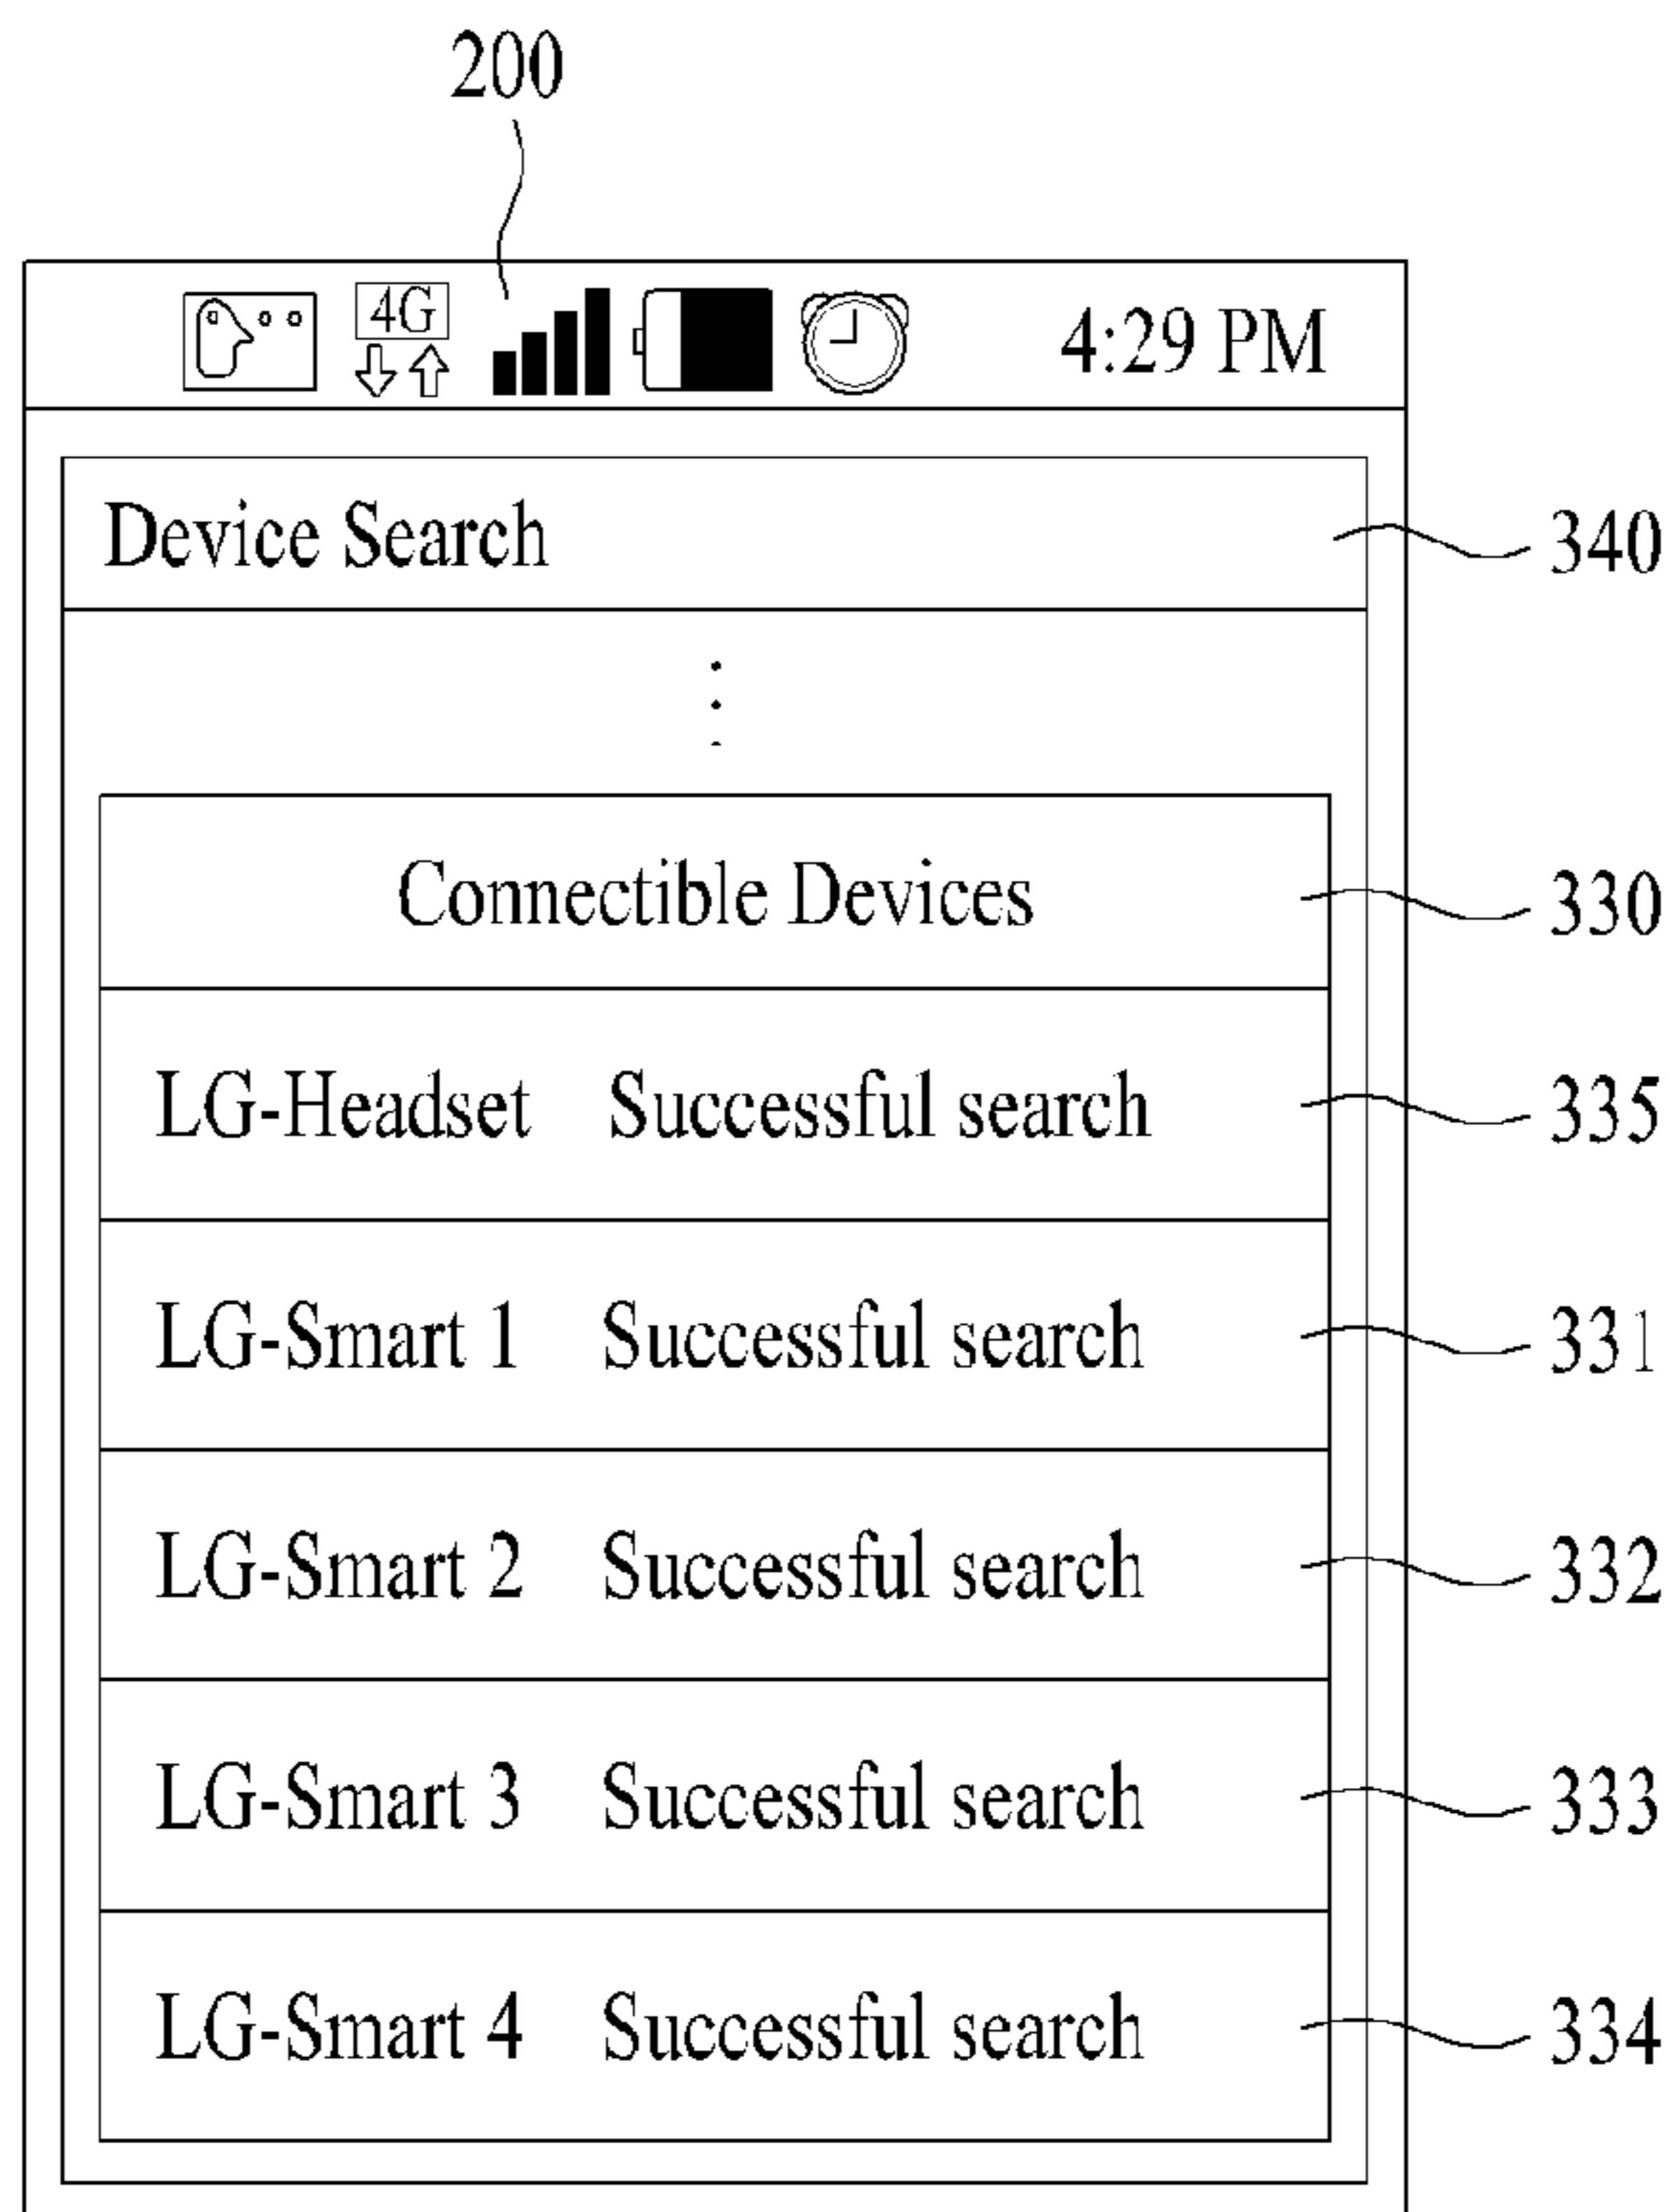 200
4G
4:29 PM
Device Search 340
Connectible Devices 330
LG-Headset Successful search 335
LG-Smart 1 Successful search 331
LG-Smart 2 Successful search 332
LG-Smart 3 Successful search 333
LG-Smart 4 Successful search 334